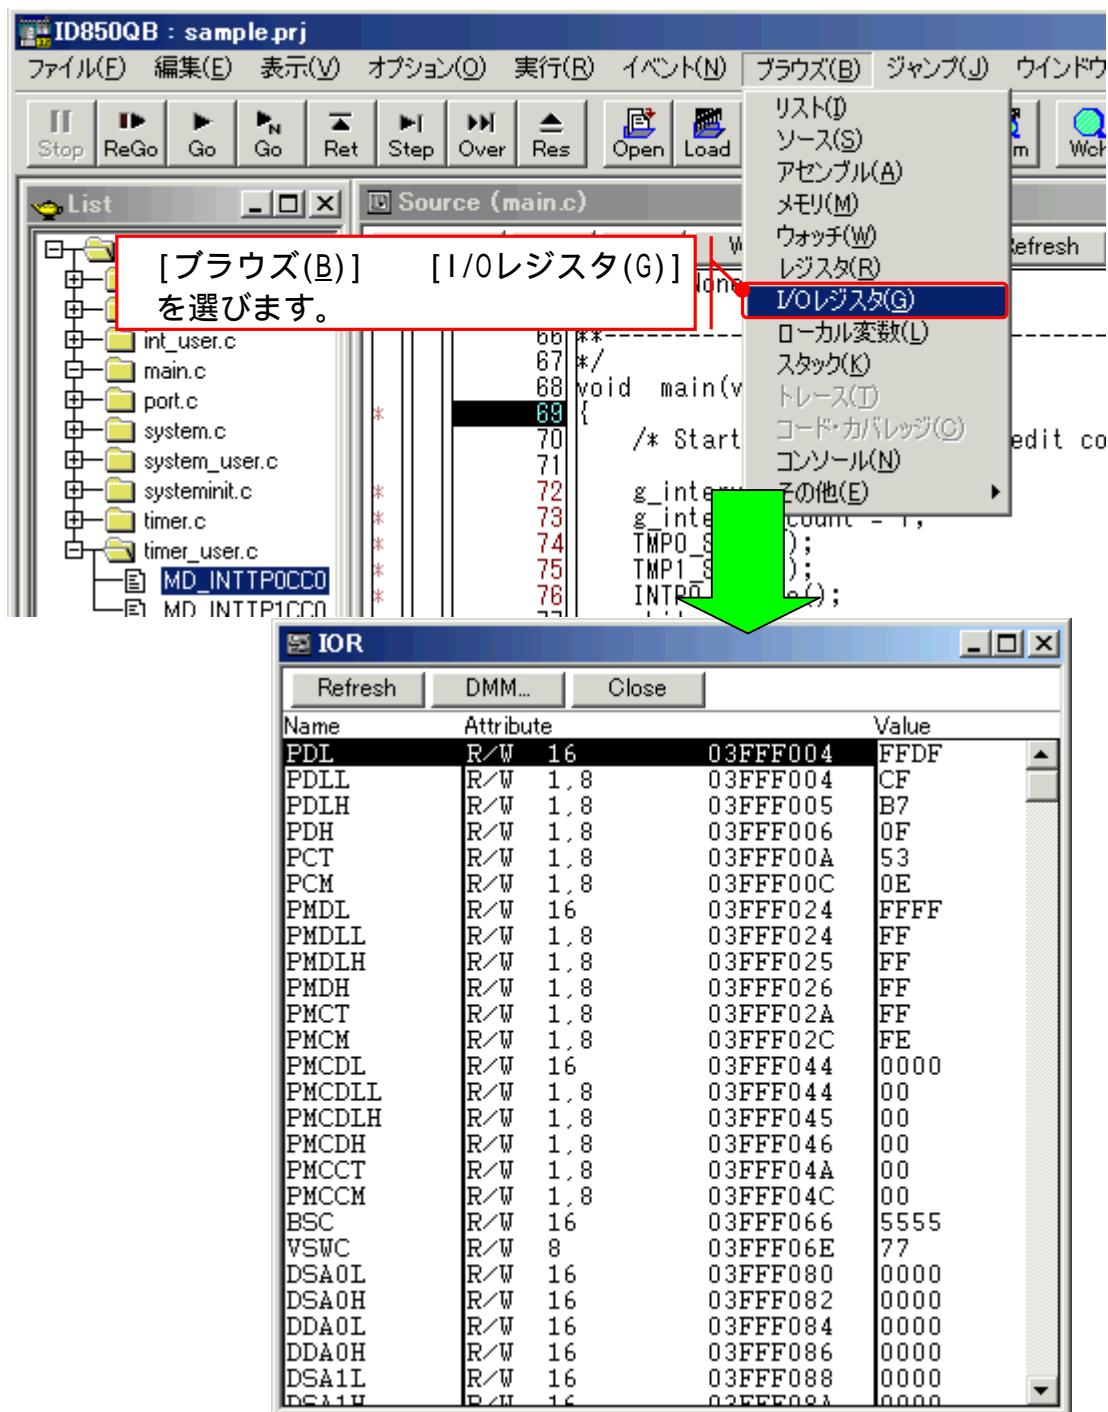 ID850QB : sample.prj
ファイル(F) 編集(E) 表示(V) オプション(O) 実行(R) イベント(N) ブラウズ(B) ジャンプ(J) ウインドウ
Stop ReGo Go Go Ret Step Over Res Open Load
リスト(I)
ソース(S)
アセンブル(A)
メモリ(M)
ウォッチ(W)
レジスタ(R)
I/Oレジスタ(G)
ローカル変数(L)
スタック(K)
トレース(T)
コード・カバレッジ(C)
コンソール(N)
その他(E)
List
Source (main.c)
[ブラウズ(B)] [I/Oレジスタ(G)]
を選びます。
int_user.c
main.c
port.c
system.c
system_user.c
systeminit.c
timer.c
timer_user.c
MD_INTTP0CC0
MD_INTTP1CC0
66 **
67 */
68 void main(v
69 {
70 /* Start edit co
71
72 g_inter
73 g_inte count = 1;
74 TMP0_S );
75 TMP1_S );
76 INTP0 e();
IOR
Refresh DMM... Close
Name Attribute Value
PDL R/W 16 03FFF004 FFDF
PDLL R/W 1,8 03FFF004 CF
PDLH R/W 1,8 03FFF005 B7
PDH R/W 1,8 03FFF006 0F
PCT R/W 1,8 03FFF00A 53
PCM R/W 1,8 03FFF00C 0E
PMDL R/W 16 03FFF024 FFFF
PMDLL R/W 1,8 03FFF024 FF
PMDLH R/W 1,8 03FFF025 FF
PMDH R/W 1,8 03FFF026 FF
PMCT R/W 1,8 03FFF02A FF
PMCM R/W 1,8 03FFF02C FE
PMCDL R/W 16 03FFF044 0000
PMCDLL R/W 1,8 03FFF044 00
PMCDLH R/W 1,8 03FFF045 00
PMCDH R/W 1,8 03FFF046 00
PMCCT R/W 1,8 03FFF04A 00
PMCCM R/W 1,8 03FFF04C 00
BSC R/W 16 03FFF066 5555
VSWC R/W 8 03FFF06E 77
DSA0L R/W 16 03FFF080 0000
DSA0H R/W 16 03FFF082 0000
DDA0L R/W 16 03FFF084 0000
DDA0H R/W 16 03FFF086 0000
DSA1L R/W 16 03FFF088 0000
DSA1H R/W 16 03FFF08A 0000